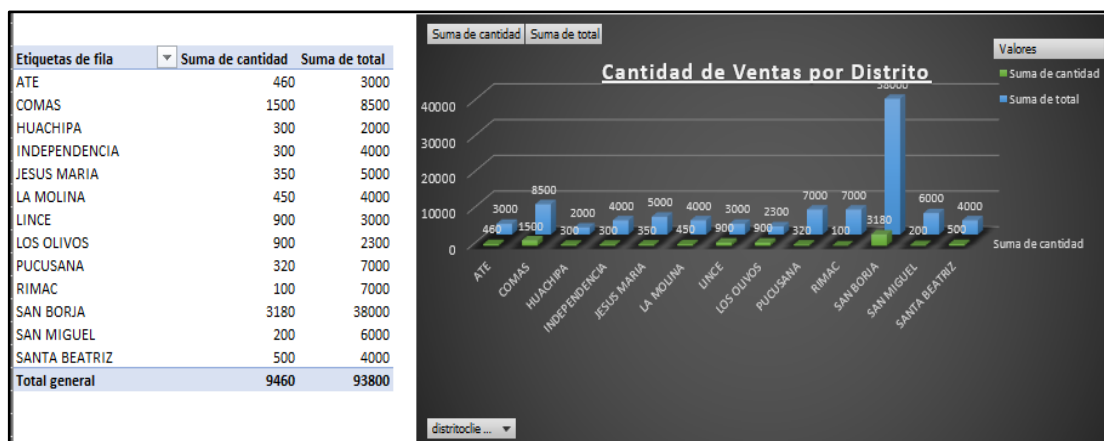 Etiquetas de fila Suma de cantidad Suma de total
ATE 460 3000
COMAS 1500 8500
HUACHIPA 300 2000
INDEPENDENCIA 300 4000
JESUS MARIA 350 5000
LA MOLINA 450 4000
LINCE 900 3000
LOS OLIVOS 900 2300
PUCUSANA 320 7000
RIMAC 100 7000
SAN BORJA 3180 38000
SAN MIGUEL 200 6000
SANTA BEATRIZ 500 4000
Total general 9460 93800
Suma de cantidad Suma de total
Cantidad de Ventas por Distrito
Valores
Suma de cantidad
Suma de total
40000
30000
20000
10000
0
3000 8500 2000 4000 5000 4000 3000 2300 7000 7000 38000 6000 4000
460 1500 300 300 350 450 900 900 320 100 3180 200 500
Suma de cantidad
ATE COMAS HUACHIPA INDEPENDENCIA JESUS MARIA LA MOLINA LINCE LOS OLIVOS PUCUSANA RIMAC SAN BORJA SAN MIGUEL SANTA BEATRIZ
distritoclie ...